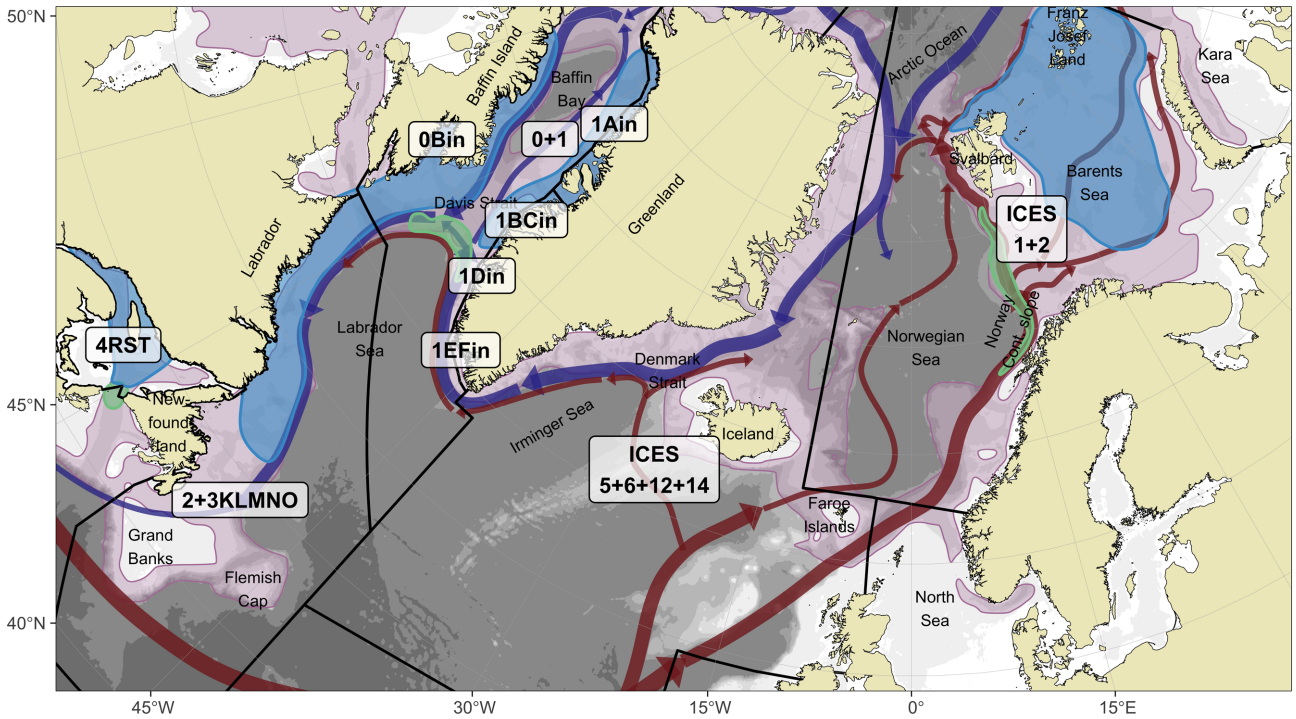 50°N
45°N
40°N
45°W
30°W
15°W
0°
15°E
Baffin Island
Baffin
Bay
Arctic Ocean
Franz
Josef
Land
Kara
Sea
0Bin
0+1
1Ain
Svalbard
Barents
Sea
Davis Strait
1BCin
Greenland
ICES
1+2
Labrador
1Din
4RST
Labrador
Sea
1EFin
Denmark
Strait
Norwegian
Sea
Norway
Cont. slope
New-
found-
land
Irminger Sea
Iceland
ICES
5+6+12+14
2+3KLMNO
Faroe
Islands
Grand
Banks
Flemish
Cap
North
Sea